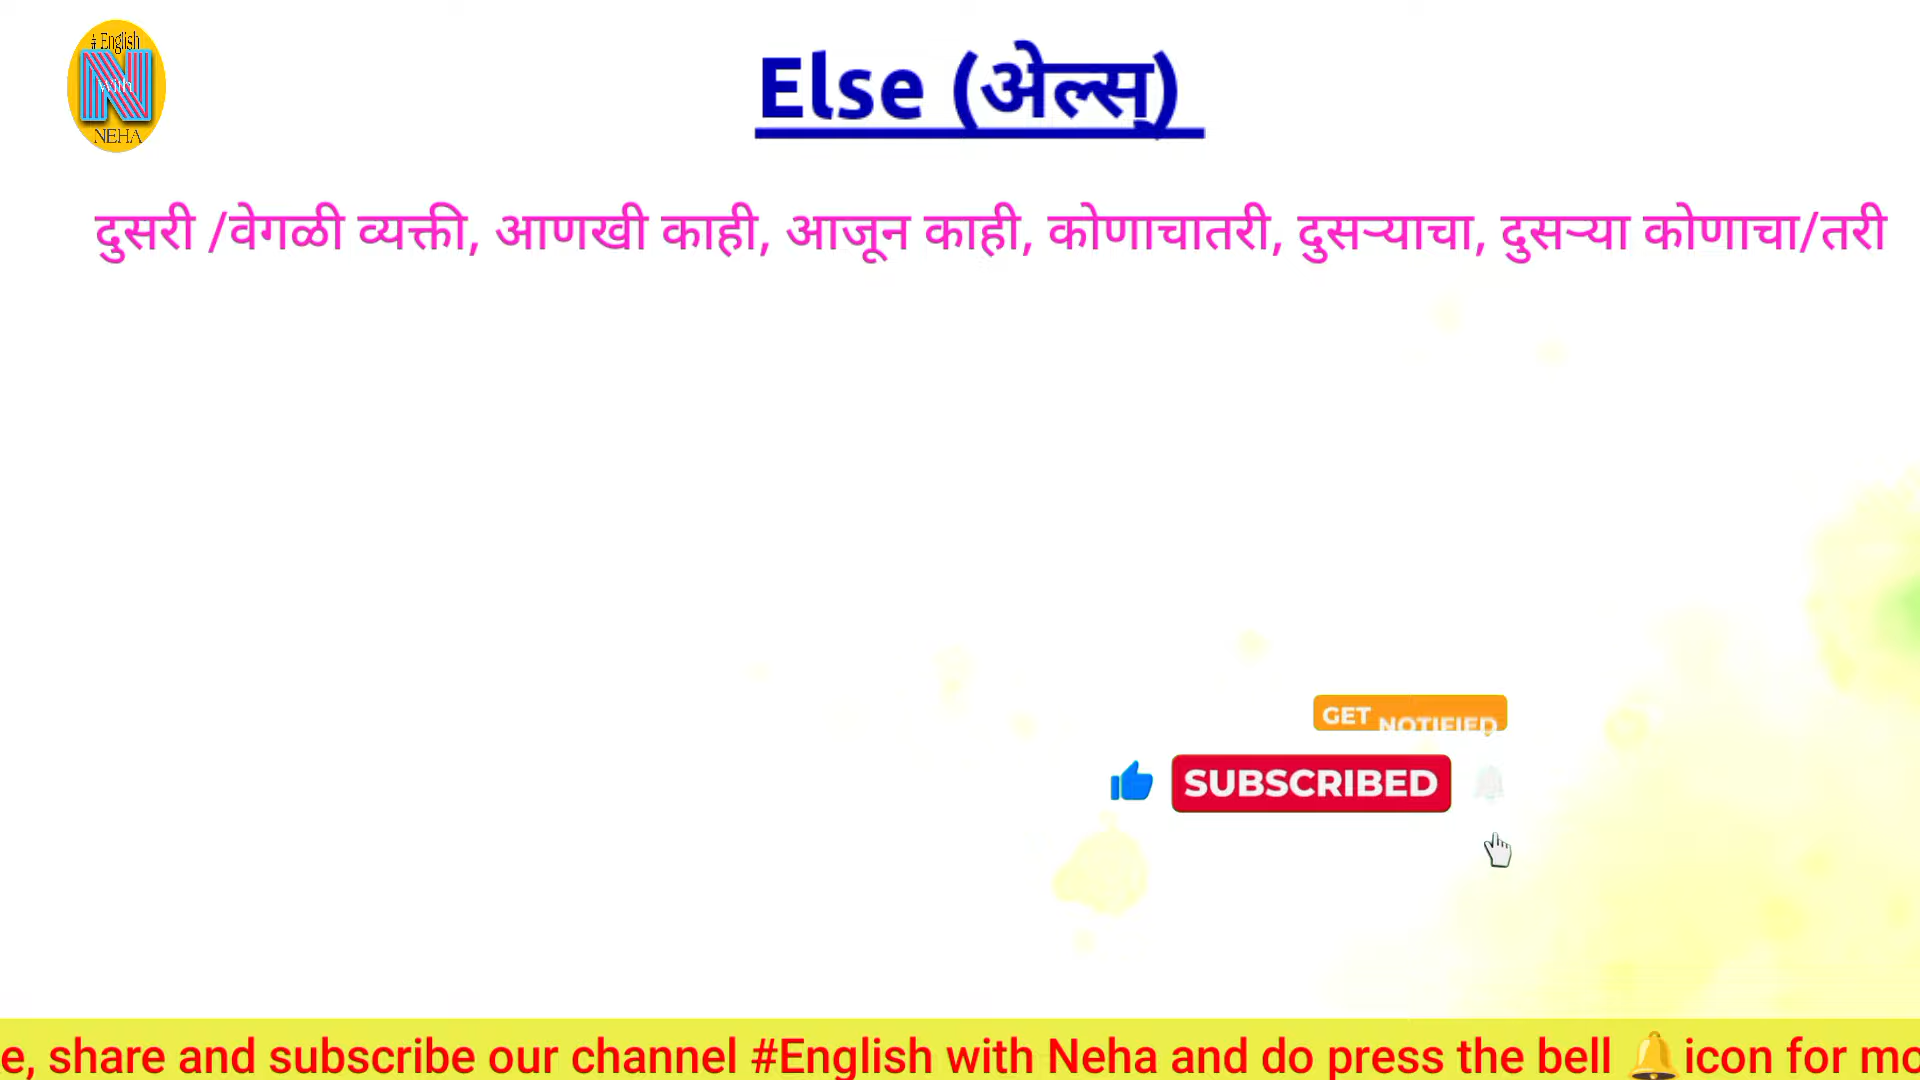 # English
With
NEHA
Else (अेल्स्)
दुसरी /वेगळी व्यक्ती, आणखी काही, आजून काही, कोणाचातरी, दुसऱ्याचा, दुसऱ्या कोणाचा/तरी
GET NOTIFIED
SUBSCRIBED
e, share and subscribe our channel #English with Neha and do press the bell 🔔icon for mo